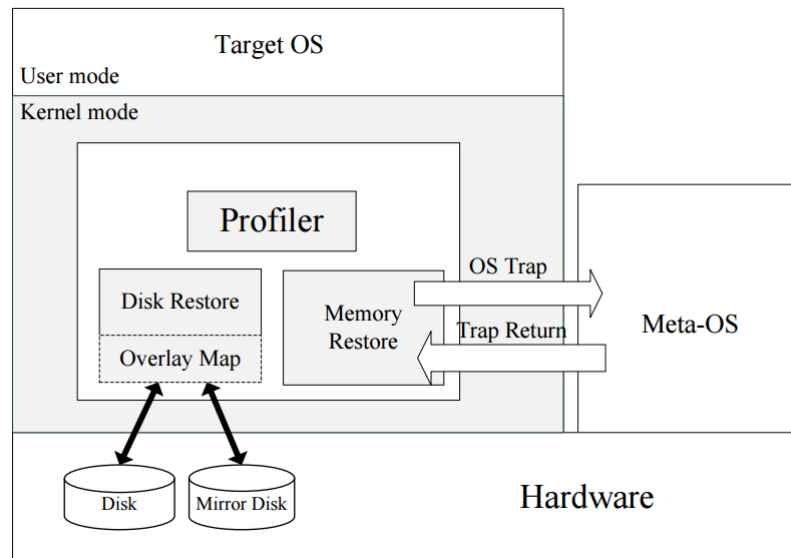 Target OS
User mode
Kernel mode
Profiler
OS Trap
Disk Restore
Memory
Restore
Trap Return
Meta-OS
Overlay Map
Disk
Mirror Disk
Hardware